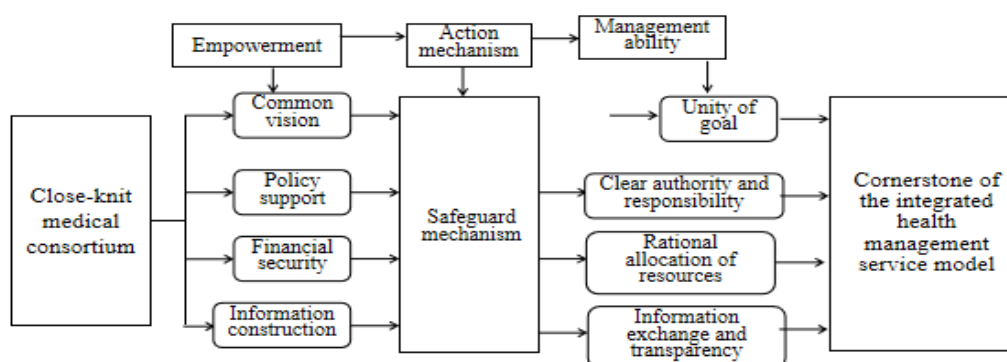 Empowerment
Action
mechanism
Management
ability
Close-knit
medical
consortium
Common
vision
Policy
support
Financial
security
Information
construction
Safeguard
mechanism
Unity of
goal
Clear authority and
responsibility
Rational
allocation of
resources
Information
exchange and
transparency
Cornerstone of
the integrated
health
management
service model